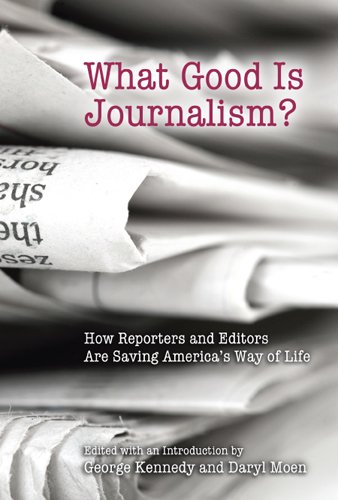 What Good Is
Journalism?
How Reporters and Editors
Are Saving America's Way of Life
Edited with an Introduction by
George Kennedy and Daryl Moen